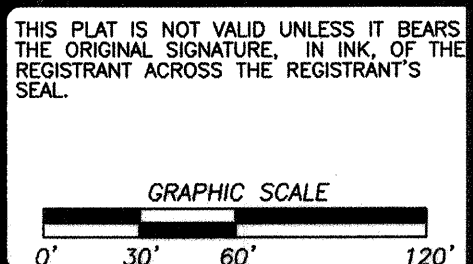 THIS PLAT IS NOT VALID UNLESS IT BEARS
THE ORIGINAL SIGNATURE, IN INK, OF THE
REGISTRANT ACROSS THE REGISTRANT'S
SEAL.
GRAPHIC SCALE
0' 30' 60' 120'